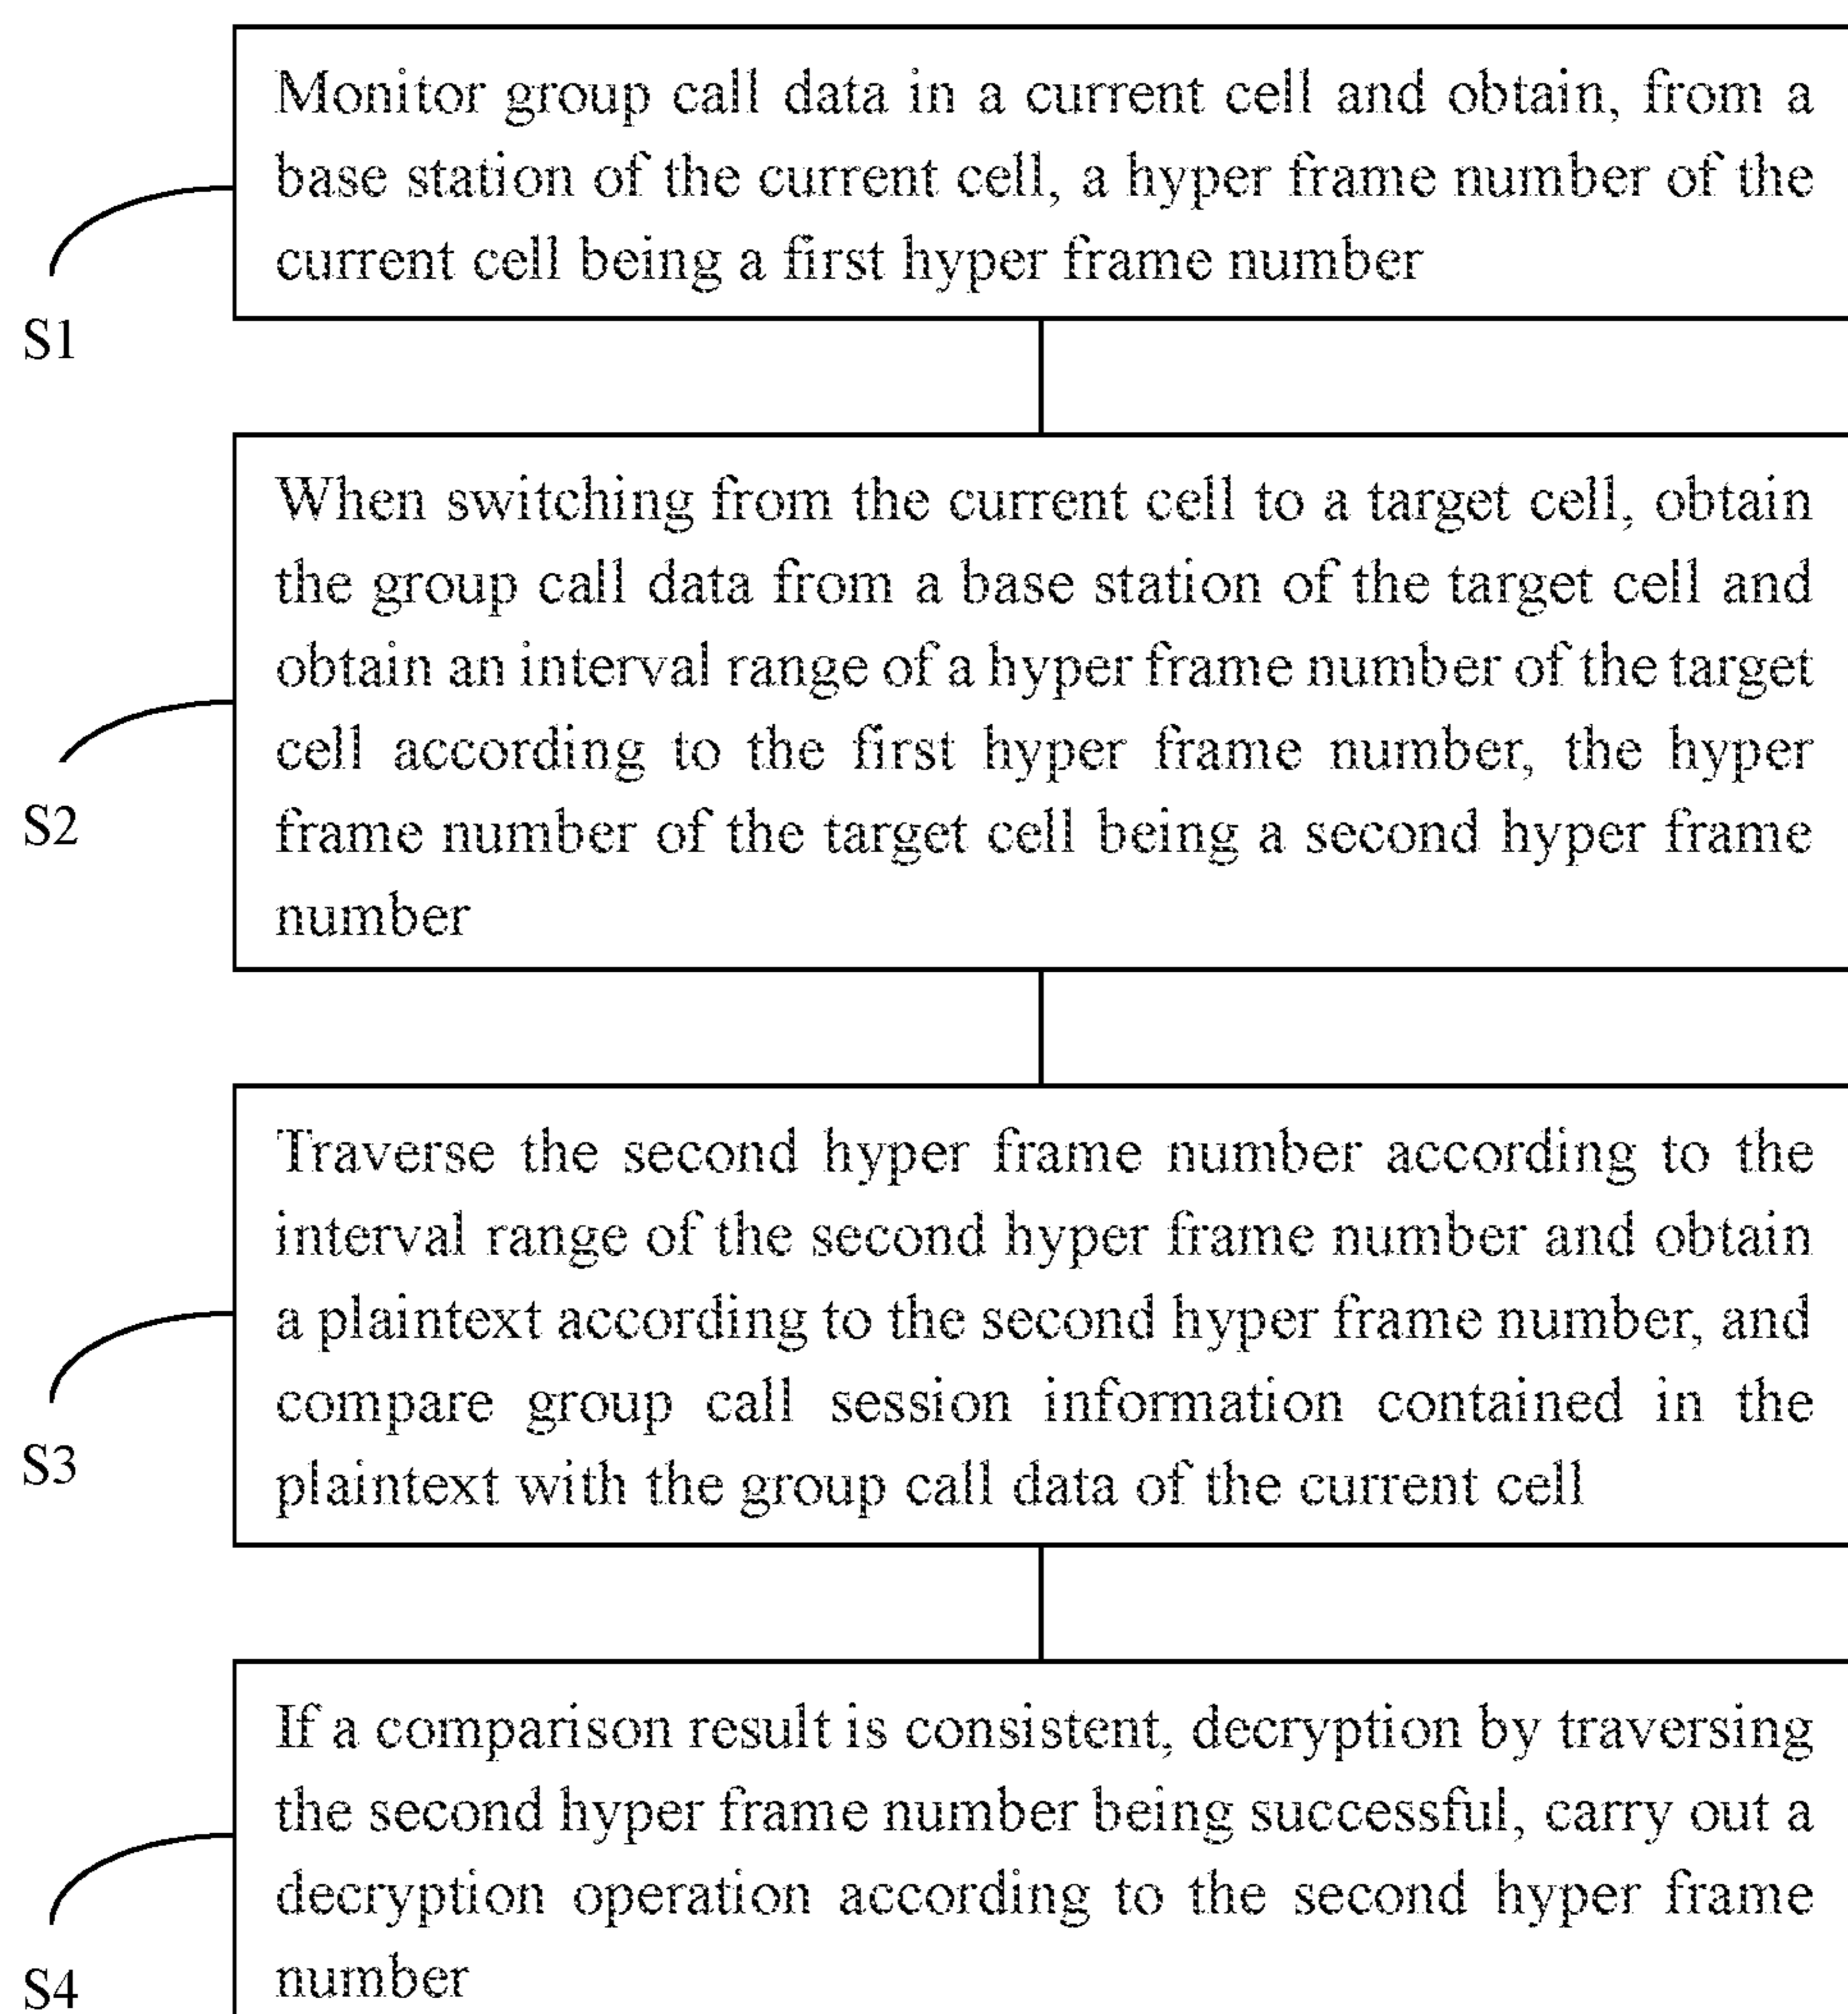 Monitor group call data in a current cell and obtain, from a
base station of the current cell, a hyper frame number of the
current cell being a first hyper frame number
S1
When switching from the current cell to a target cell, obtain
the group call data from a base station of the target cell and
obtain an interval range of a hyper frame number of the target
cell according to the first hyper frame number, the hyper
frame number of the target cell being a second hyper frame
number
S2
Traverse the second hyper frame number according to the
interval range of the second hyper frame number and obtain
a plaintext according to the second hyper frame number, and
compare group call session information contained in the
plaintext with the group call data of the current cell
S3
If a comparison result is consistent, decryption by traversing
the second hyper frame number being successful, carry out a
decryption operation according to the second hyper frame
number
S4